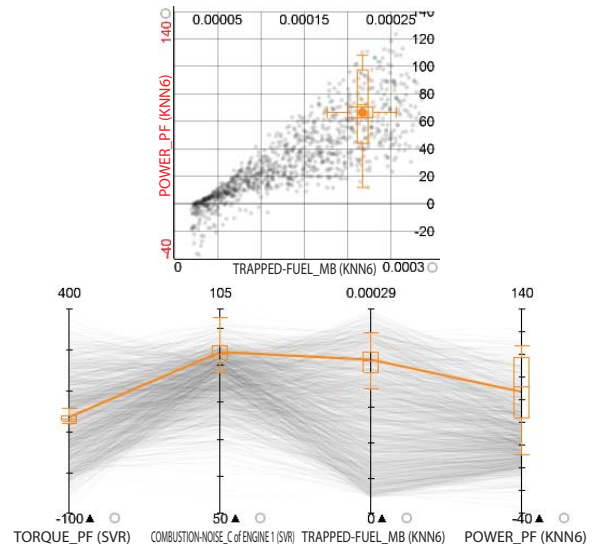 140
0.00005 0.00015 0.00025
140
120
100
80
60
40
20
0
-20
POWER_PF (KNN6)
-40
0 TRAPPED-FUEL_MB (KNN6) 0.0003
400 105 0.00029 140
-100 50 0 -40
TORQUE_PF (SVR) COMBUSTION-NOISE_C of ENGINE 1 (SVR) TRAPPED-FUEL_MB (KNN6) POWER_PF (KNN6)